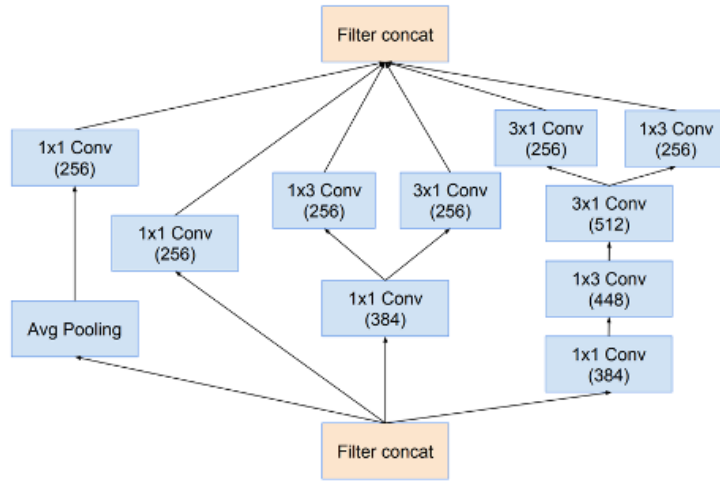 Filter concat
3x1 Conv
(256)
1x3 Conv
(256)
1x1 Conv
(256)
1x3 Conv
(256)
3x1 Conv
(256)
3x1 Conv
(512)
1x1 Conv
(256)
1x3 Conv
(448)
1x1 Conv
(384)
Avg Pooling
1x1 Conv
(384)
Filter concat